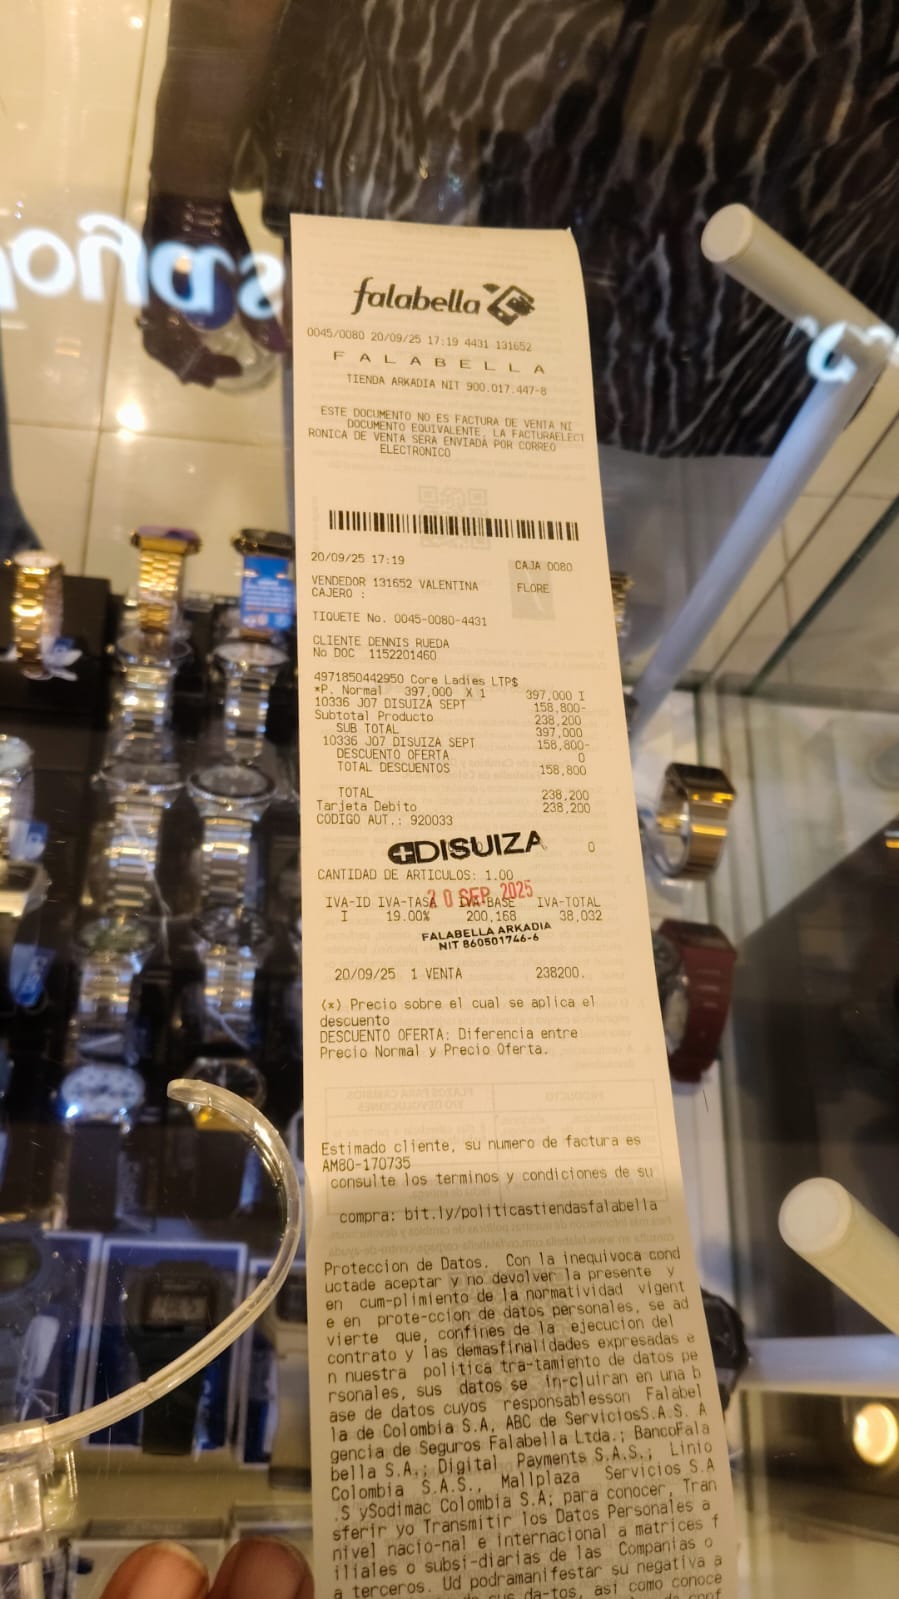 falabella
0045/0080 20/09/25 17:19 4431 131652
F A L A B E L L A
TIENDA ARKADIA NIT 900.017.447-8
ESTE DOCUMENTO NO ES FACTURA DE VENTA NI
DOCUMENTO EQUIVALENTE, LA FACTURAELECT
RONICA DE VENTA SERA ENVIADA POR CORREO
ELECTRONICO
20/09/25 17:19 CAJA 0080
VENDEDOR 131652 VALENTINA FLORE
CAJERO :
TIQUETE No. 0045-0080-4431
CLIENTE DENNIS RUEDA
No DOC 1152201460
4971850442950 Core Ladies LTP$
*P. Normal 397,000 X 1 397,000 I
10336 J07 DISUIZA SEPT 158,800-
Subtotal Producto 238,200
SUB TOTAL 397,000
10336 J07 DISUIZA SEPT 158,800-
DESCUENTO OFERTA 0
TOTAL DESCUENTOS 158,800
TOTAL 238,200
Tarjeta Debito 238,200
CODIGO AUT.: 920033
DISUIZA 0
CANTIDAD DE ARTICULOS: 1.00
20 SEP 2025
IVA-ID IVA-TASA IVA-BASE IVA-TOTAL
I 19.00% 200,168 38,032
FALABELLA ARKADIA
NIT 860501746-6
20/09/25 1 VENTA 238200.
(*) Precio sobre el cual se aplica el
descuento
DESCUENTO OFERTA: Diferencia entre
Precio Normal y Precio Oferta.
Estimado cliente, su numero de factura es
AM80-170735
consulte los terminos y condiciones de su
compra: bit.ly/politicastiendasfalabella
Proteccion de Datos. Con la inequivoca cond
uctade aceptar y no devolver la presente y
en cum-plimiento de la normatividad vigent
e en prote-ccion de datos personales, se ad
vierte que, confines de la ejecucion del
contrato y las demasfinalidades expresadas e
n nuestra politica tra-tamiento de datos pe
rsonales, sus datos se in-cluiran en una b
ase de datos cuyos responsablesson Falabel
la de Colombia S.A, ABC de ServiciosS.A.S. A
gencia de Seguros Falabella Ltda.; BancoFala
bella S.A.; Digital Payments S.A.S.; Linio
Colombia S.A.S., Mallplaza Servicios S.A
.S ySodimac Colombia S.A; para conocer, Tran
sferir yo Transmitir los Datos Personales a
nivel nacio-nal e internacional a matrices f
iliales o subsi-diarias de las Companias o
a terceros. Ud podramanifestar su negativa a
sus da-tos, asi como conoce